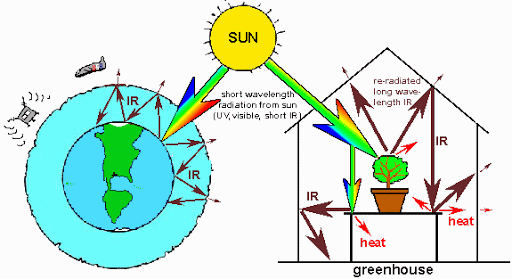 SUN
short wavelength
radiation from sun
(UV, visible, short IR)
IR
IR
re-radiated
long wave-
length IR
IR
IR
heat
heat
greenhouse